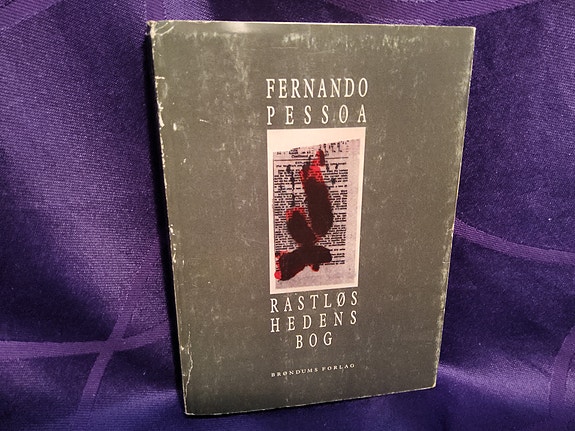 FERNANDO
PESSOA
RASTLØS
HEDENS
BOG
BRØNDUMS FORLAG